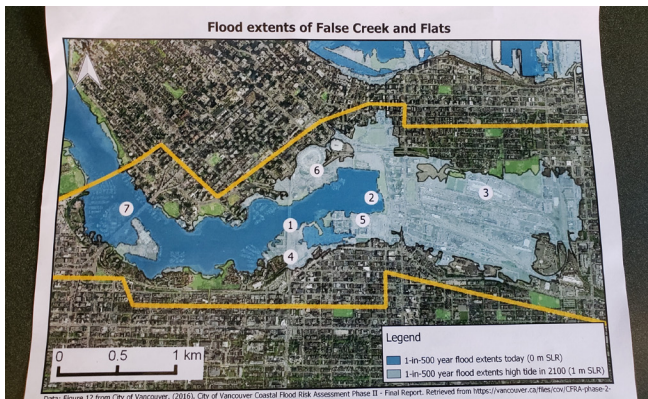 Flood extents of False Creek and Flats
6
7
2
3
1
5
4
Legend
1-in-500 year flood extents today (0 m SLR)
1-in-500 year flood extents high tide in 2100 (1 m SLR)
0 0.5 1 km
Data: Figure 12 from City of Vancouver. (2016). City of Vancouver Coastal Flood Risk Assessment Phase II - Final Report. Retrieved from https://vancouver.ca/files/cov/CFRA-phase-2-